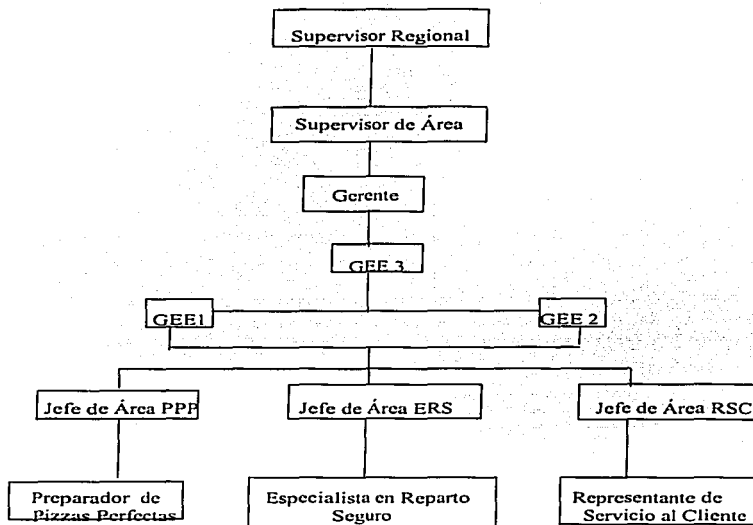 Supervisor Regional
Supervisor de Área
Gerente
GEE 3
GEE1
GEE 2
Jefe de Área PPP
Jefe de Área ERS
Jefe de Área RSC
Preparador de
Pizzas Perfectas
Especialista en Reparto
Seguro
Representante de
Servicio al Cliente